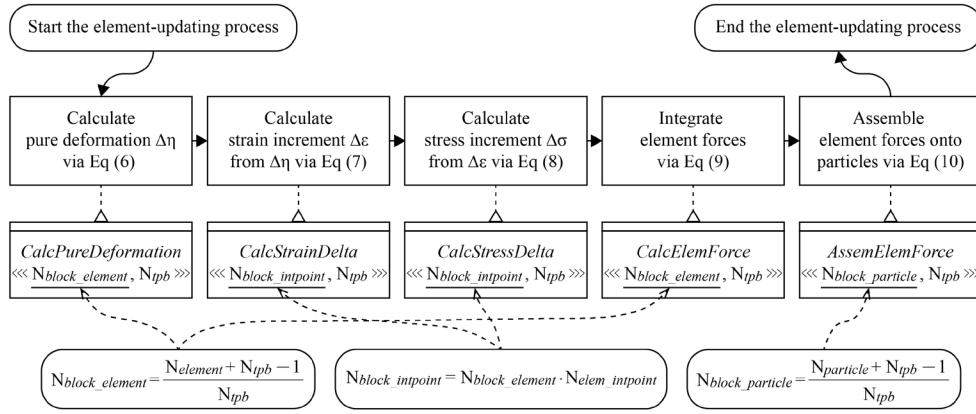 Start the element-updating process
End the element-updating process
Calculate
pure deformation Δη
via Eq (6)
Calculate
strain increment Δε
from Δη via Eq (7)
Calculate
stress increment Δσ
from Δε via Eq (8)
Integrate
element forces
via Eq (9)
Assemble
element forces onto
particles via Eq (10)
CalcPureDeformation
<<< N_block_element, N_tpb >>>
CalcStrainDelta
<<< N_block_intpoint, N_tpb >>>
CalcStressDelta
<<< N_block_intpoint, N_tpb >>>
CalcElemForce
<<< N_block_element, N_tpb >>>
AssemElemForce
<<< N_block_particle, N_tpb >>>
N_block_element = (N_element + N_tpb − 1) / N_tpb
N_block_intpoint = N_block_element · N_elem_intpoint
N_block_particle = (N_particle + N_tpb − 1) / N_tpb